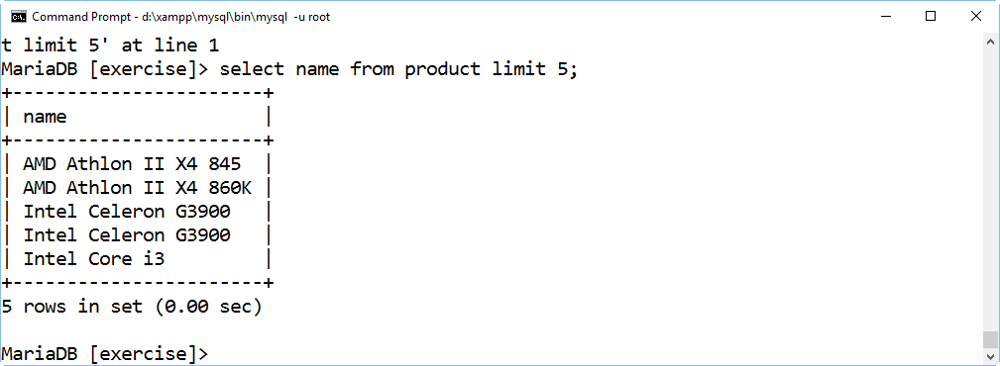 Command Prompt - d:\xampp\mysql\bin\mysql  -u root
t limit 5' at line 1
MariaDB [exercise]> select name from product limit 5;
+-----------------------+
| name                  |
+-----------------------+
| AMD Athlon II X4 845  |
| AMD Athlon II X4 860K |
| Intel Celeron G3900   |
| Intel Celeron G3900   |
| Intel Core i3         |
+-----------------------+
5 rows in set (0.00 sec)
MariaDB [exercise]>